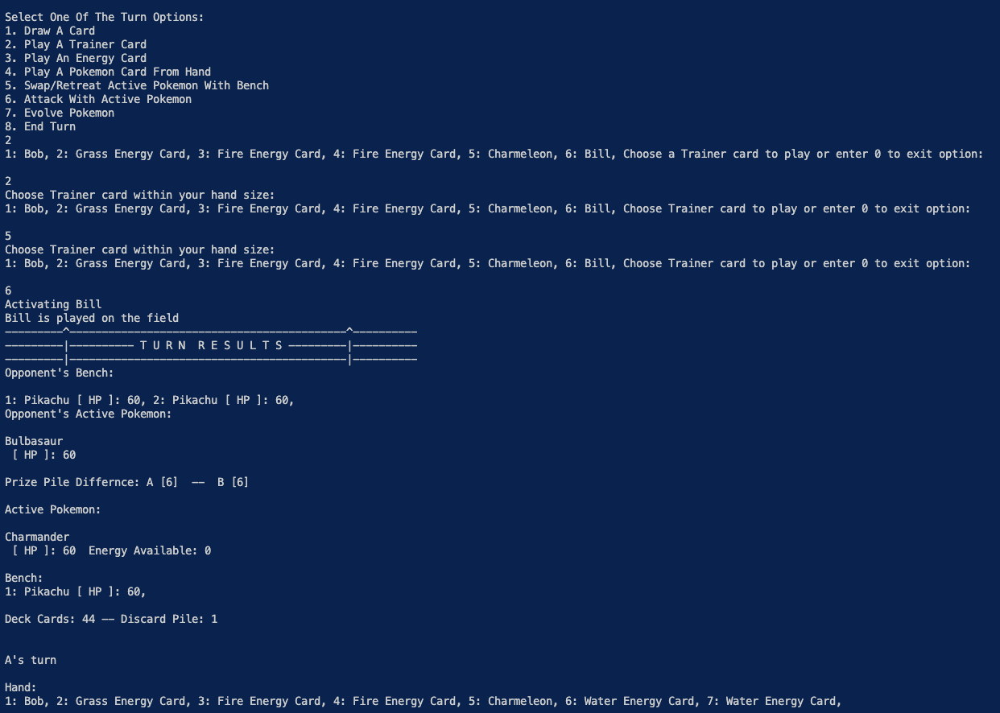 Select One Of The Turn Options:
1. Draw A Card
2. Play A Trainer Card
3. Play An Energy Card
4. Play A Pokemon Card From Hand
5. Swap/Retreat Active Pokemon With Bench
6. Attack With Active Pokemon
7. Evolve Pokemon
8. End Turn
2
1: Bob, 2: Grass Energy Card, 3: Fire Energy Card, 4: Fire Energy Card, 5: Charmeleon, 6: Bill, Choose a Trainer card to play or enter 0 to exit option:
2
Choose Trainer card within your hand size:
1: Bob, 2: Grass Energy Card, 3: Fire Energy Card, 4: Fire Energy Card, 5: Charmeleon, 6: Bill, Choose Trainer card to play or enter 0 to exit option:
5
Choose Trainer card within your hand size:
1: Bob, 2: Grass Energy Card, 3: Fire Energy Card, 4: Fire Energy Card, 5: Charmeleon, 6: Bill, Choose Trainer card to play or enter 0 to exit option:
6
Activating Bill
Bill is played on the field
—————————^———————————————————————————————————————————^——————————
—————————|—————————— T U R N  R E S U L T S —————————|——————————
—————————|———————————————————————————————————————————|——————————
Opponent's Bench:
1: Pikachu [ HP ]: 60, 2: Pikachu [ HP ]: 60,
Opponent's Active Pokemon:
Bulbasaur
[ HP ]: 60
Prize Pile Differnce: A [6]  ——  B [6]
Active Pokemon:
Charmander
[ HP ]: 60  Energy Available: 0
Bench:
1: Pikachu [ HP ]: 60,
Deck Cards: 44 —— Discard Pile: 1
A's turn
Hand:
1: Bob, 2: Grass Energy Card, 3: Fire Energy Card, 4: Fire Energy Card, 5: Charmeleon, 6: Water Energy Card, 7: Water Energy Card,